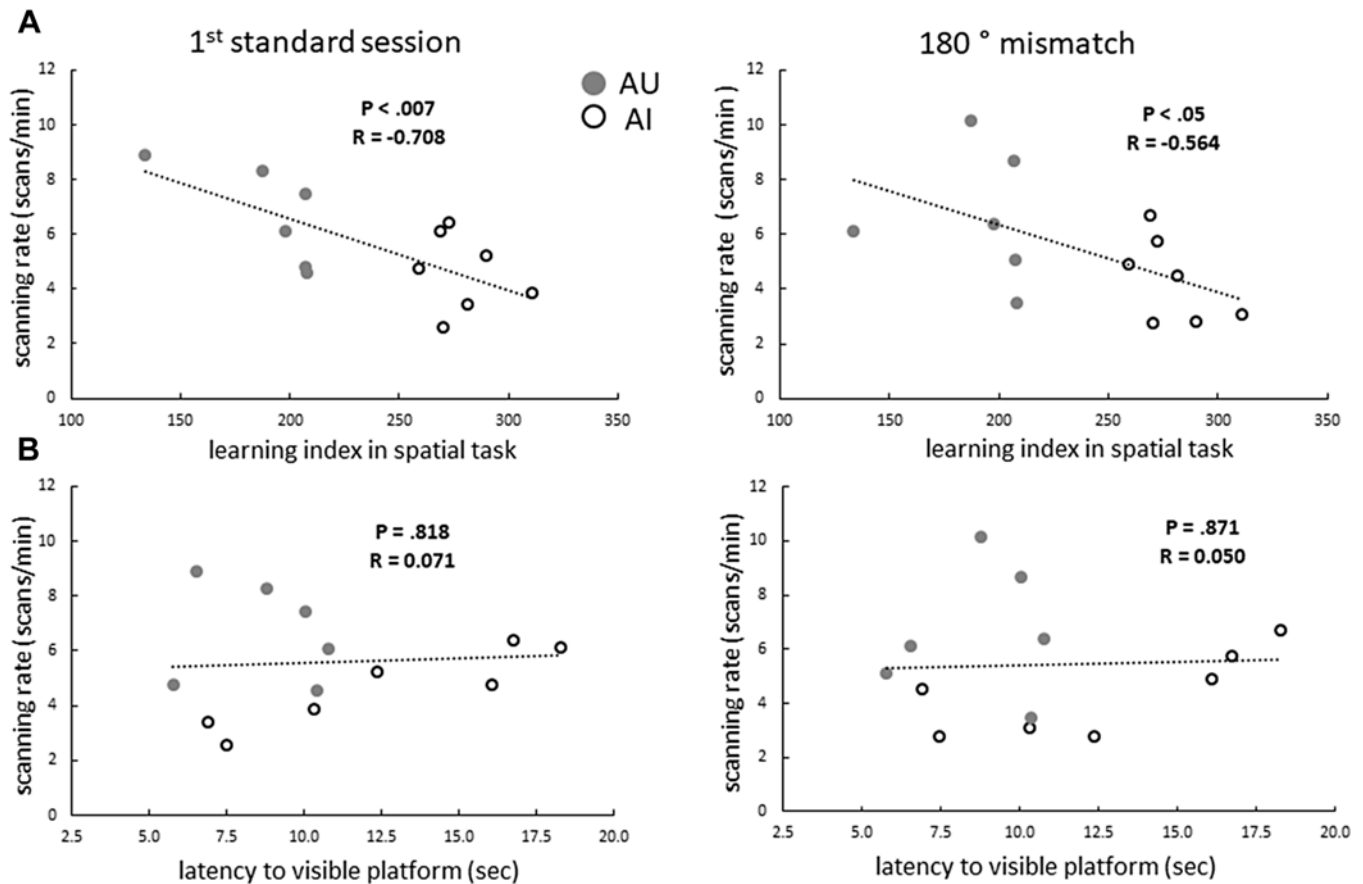 A
1st standard session
180 ° mismatch
AU
AI
12
10
8
6
4
2
0
scanning rate (scans/min)
P < .007
R = -0.708
100 150 200 250 300 350
learning index in spatial task
12
10
8
6
4
2
0
scanning rate (scans/min)
P < .05
R = -0.564
100 150 200 250 300 350
learning index in spatial task
B
12
10
8
6
4
2
0
scanning rate (scans/min)
P = .818
R = 0.071
2.5 5.0 7.5 10.0 12.5 15.0 17.5 20.0
latency to visible platform (sec)
12
10
8
6
4
2
0
scanning rate (scans/min)
P = .871
R = 0.050
2.5 5.0 7.5 10.0 12.5 15.0 17.5 20.0
latency to visible platform (sec)